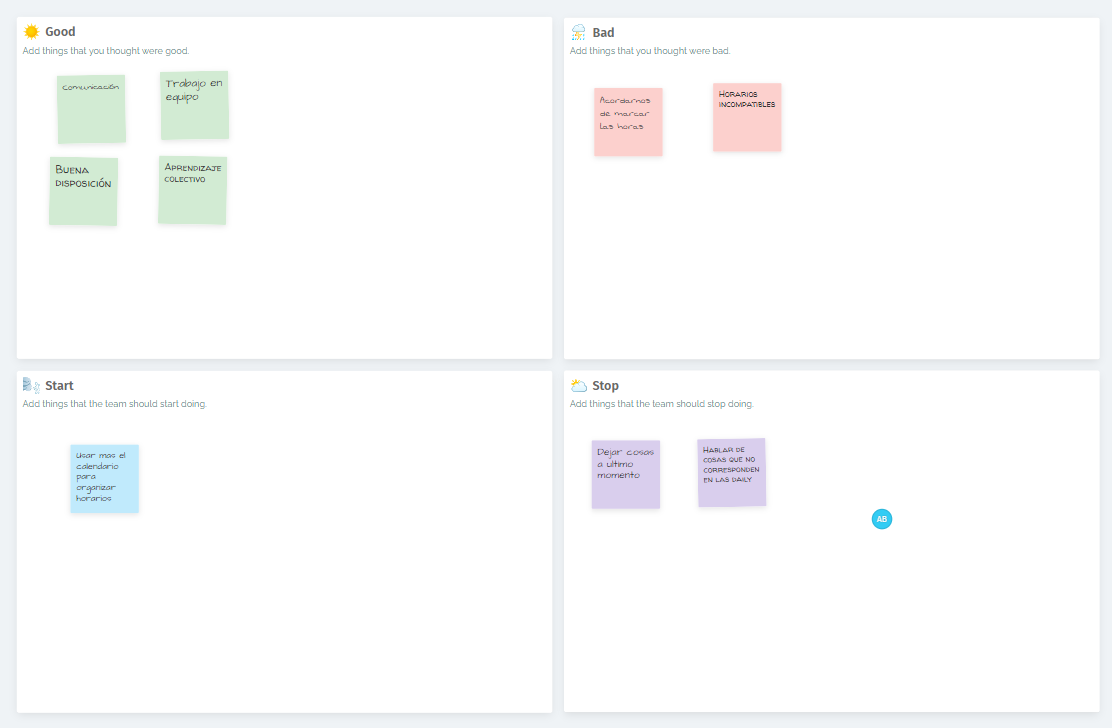 Good
Add things that you thought were good.
Comunicación
Trabajo en
equipo
BUENA
DISPOSICIÓN
APRENDIZAJE
COLECTIVO
Bad
Add things that you thought were bad.
Acordarnos
de marcar
las horas
HORARIOS
INCOMPATIBLES
Start
Add things that the team should start doing.
Usar mas el
calendario
para
organizar
horarios
Stop
Add things that the team should stop doing.
Dejar cosas
a ultimo
momento
HABLAR DE
COSAS QUE NO
CORRESPONDEN
EN LAS DAILY
AB